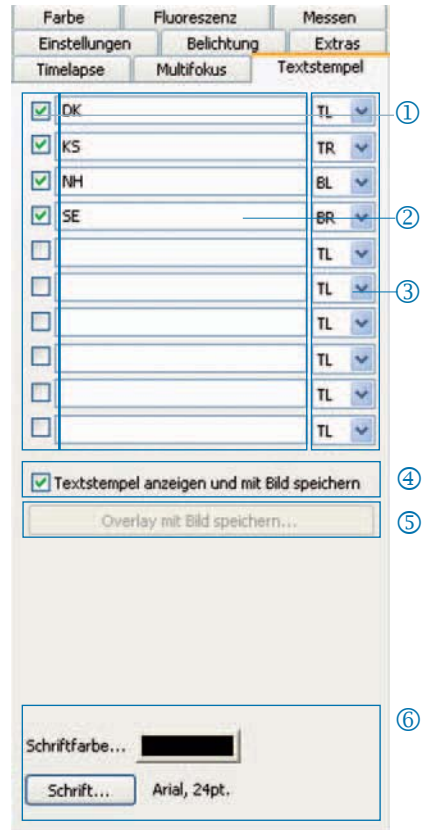 Farbe Fluoreszenz Messen
Einstellungen Belichtung Extras
Timelapse Multifokus Textstempel
DK TL ①
KS TR
NH BL
SE BR ②
TL
TL ③
TL
TL
TL
TL
Textstempel anzeigen und mit Bild speichern ④
Overlay mit Bild speichern... ⑤
⑥
Schriftfarbe...
Schrift... Arial, 24pt.